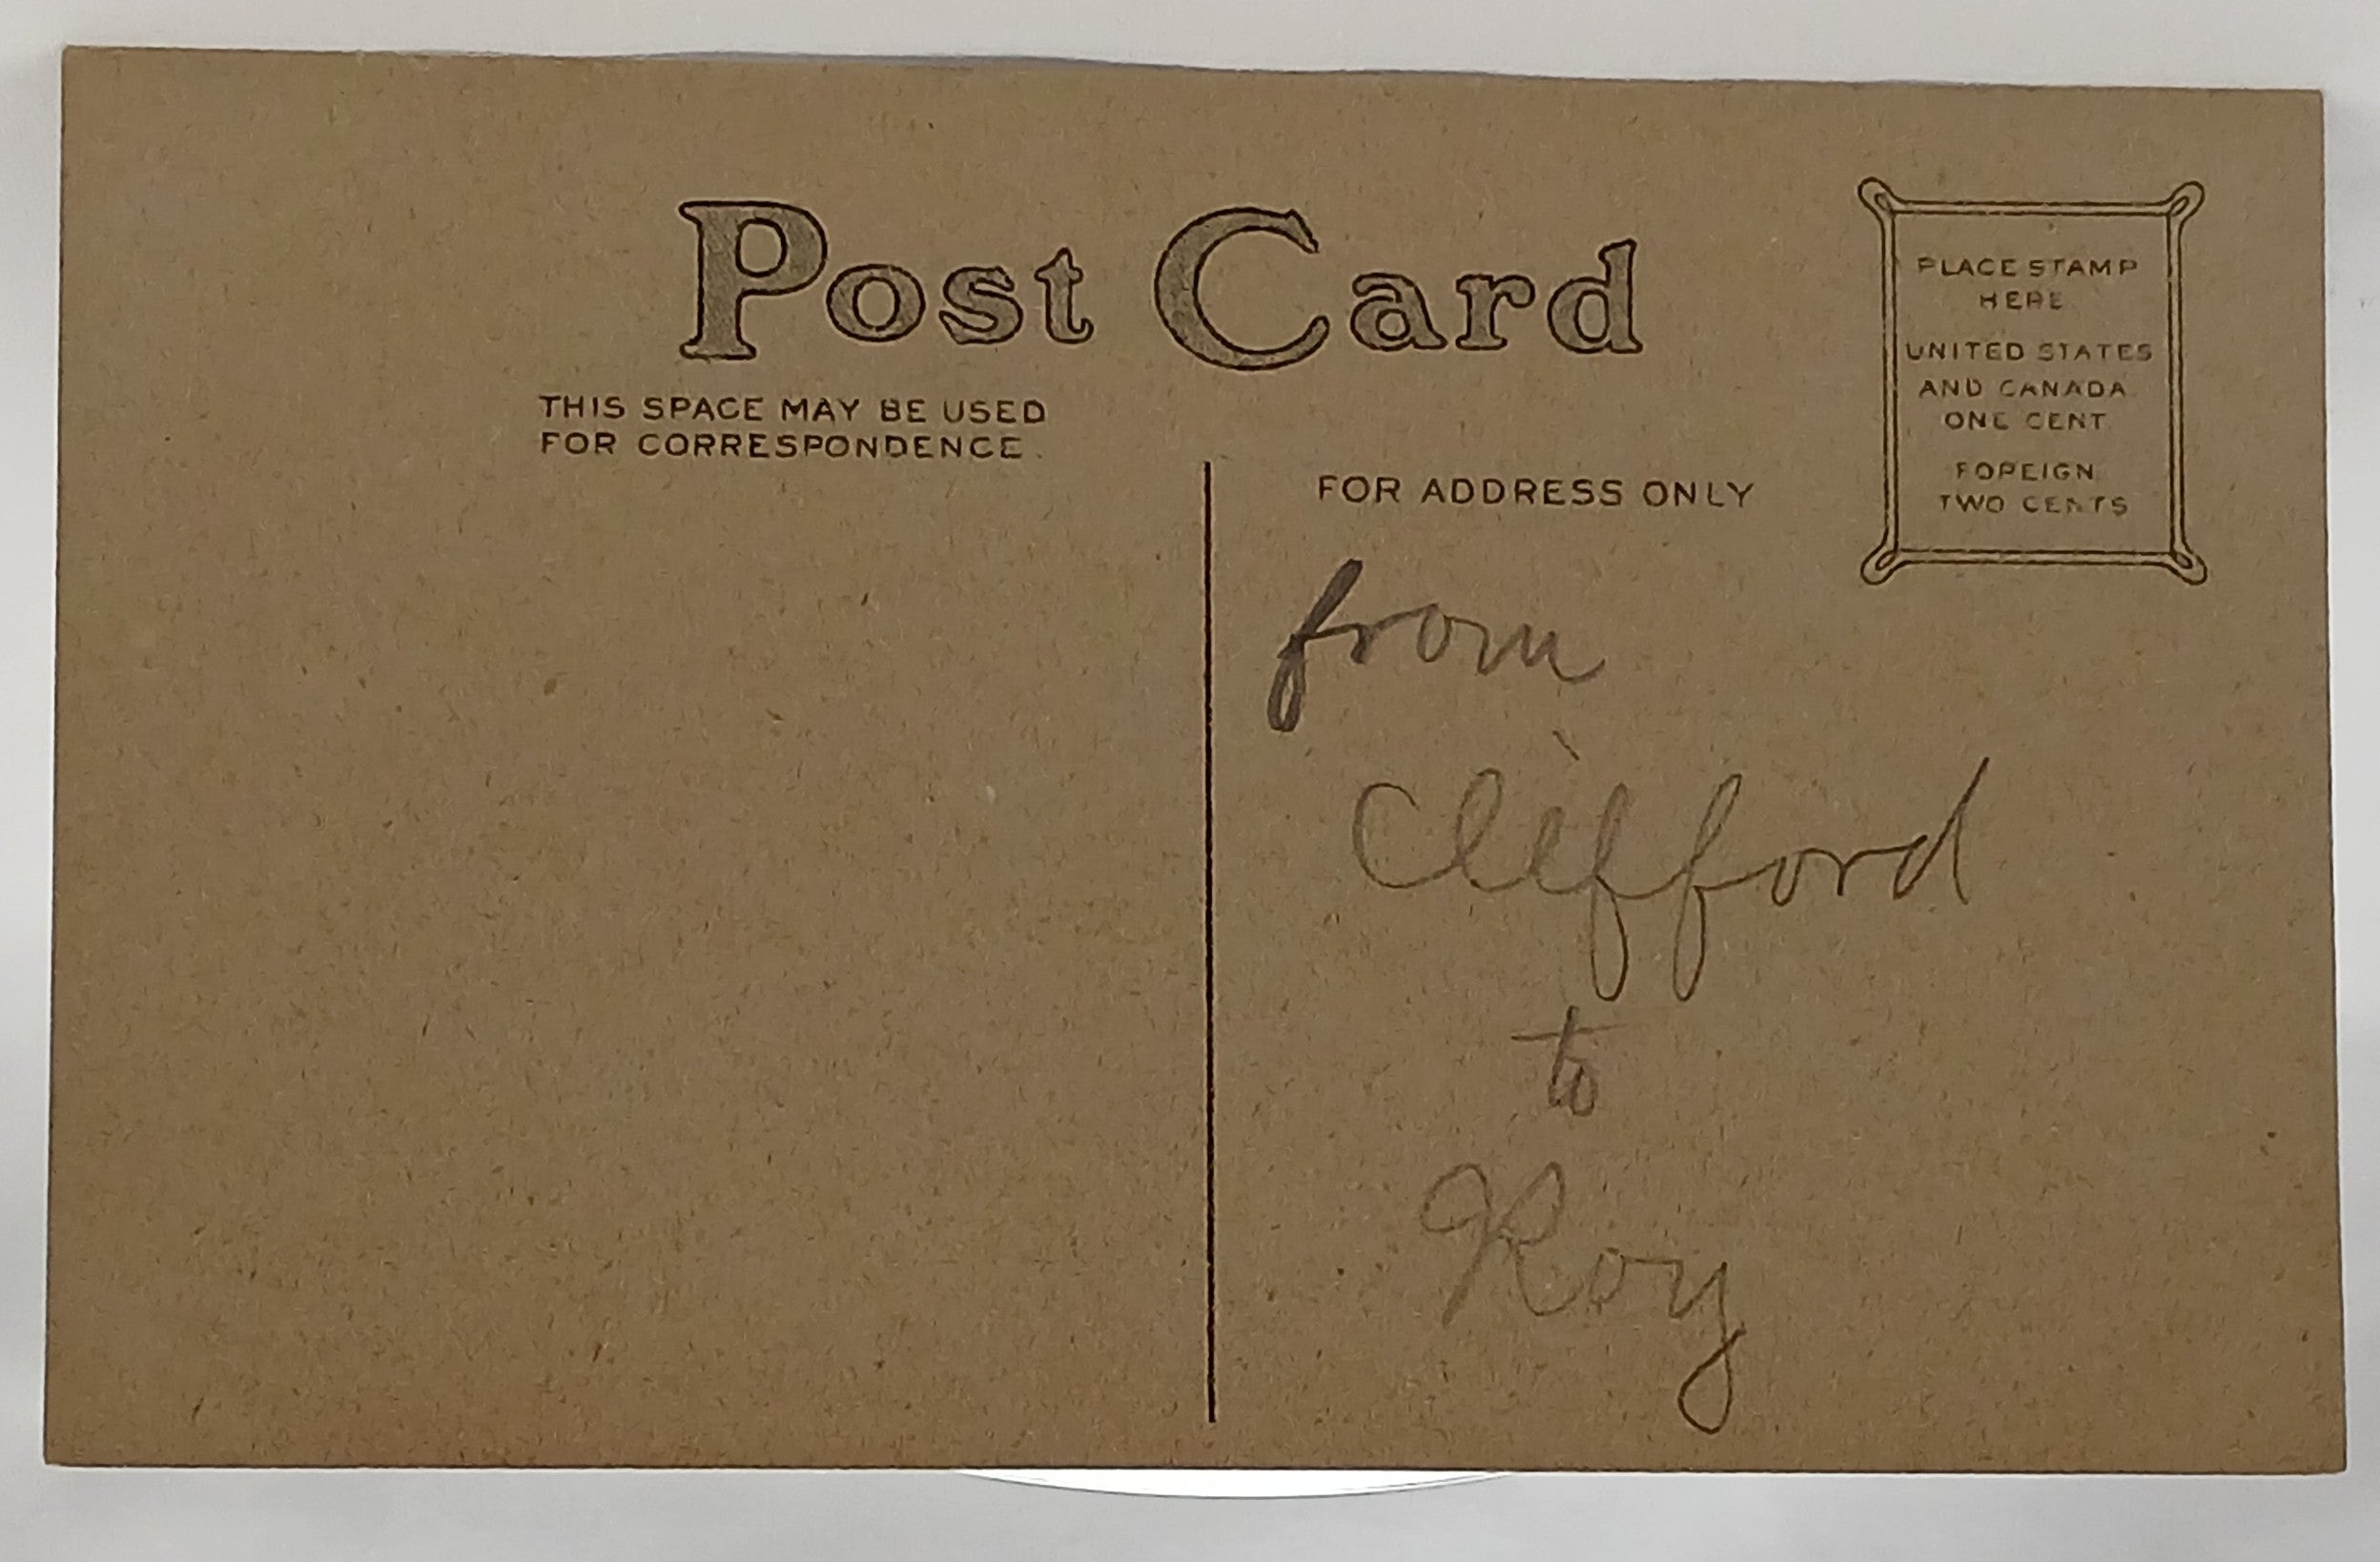 Post Card
THIS SPACE MAY BE USED
FOR CORRESPONDENCE.
FOR ADDRESS ONLY
PLACE STAMP
HERE
UNITED STATES
AND CANADA
ONE CENT
FOREIGN
TWO CENTS
from
Clifford
to
Roy